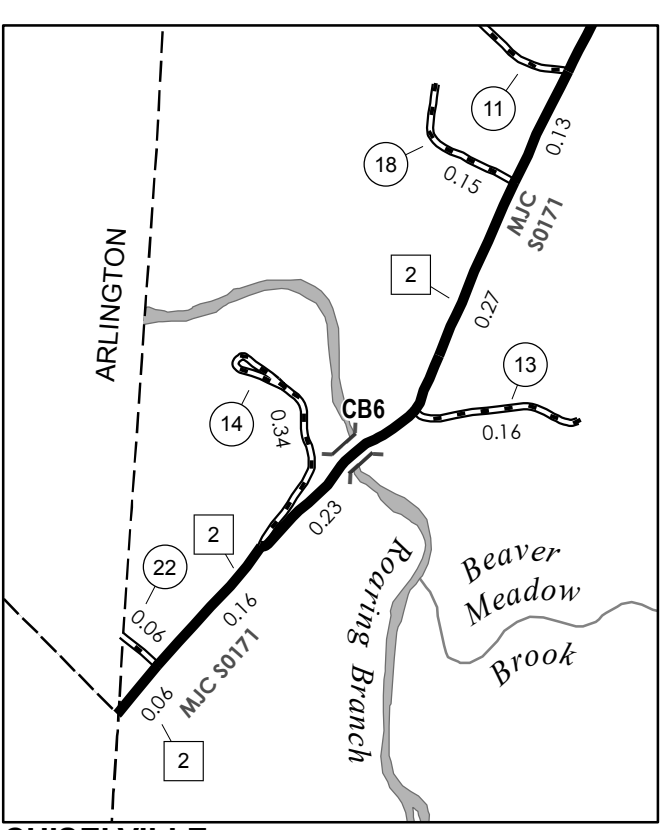 11
0.13
18
0.15
MJC
S0171
ARLINGTON
2
0.27
13
CB6
14
0.34
0.16
0.23
2
22
0.06
0.16
Roaring Branch
Beaver
Meadow
Brook
MJC S0171
0.06
2